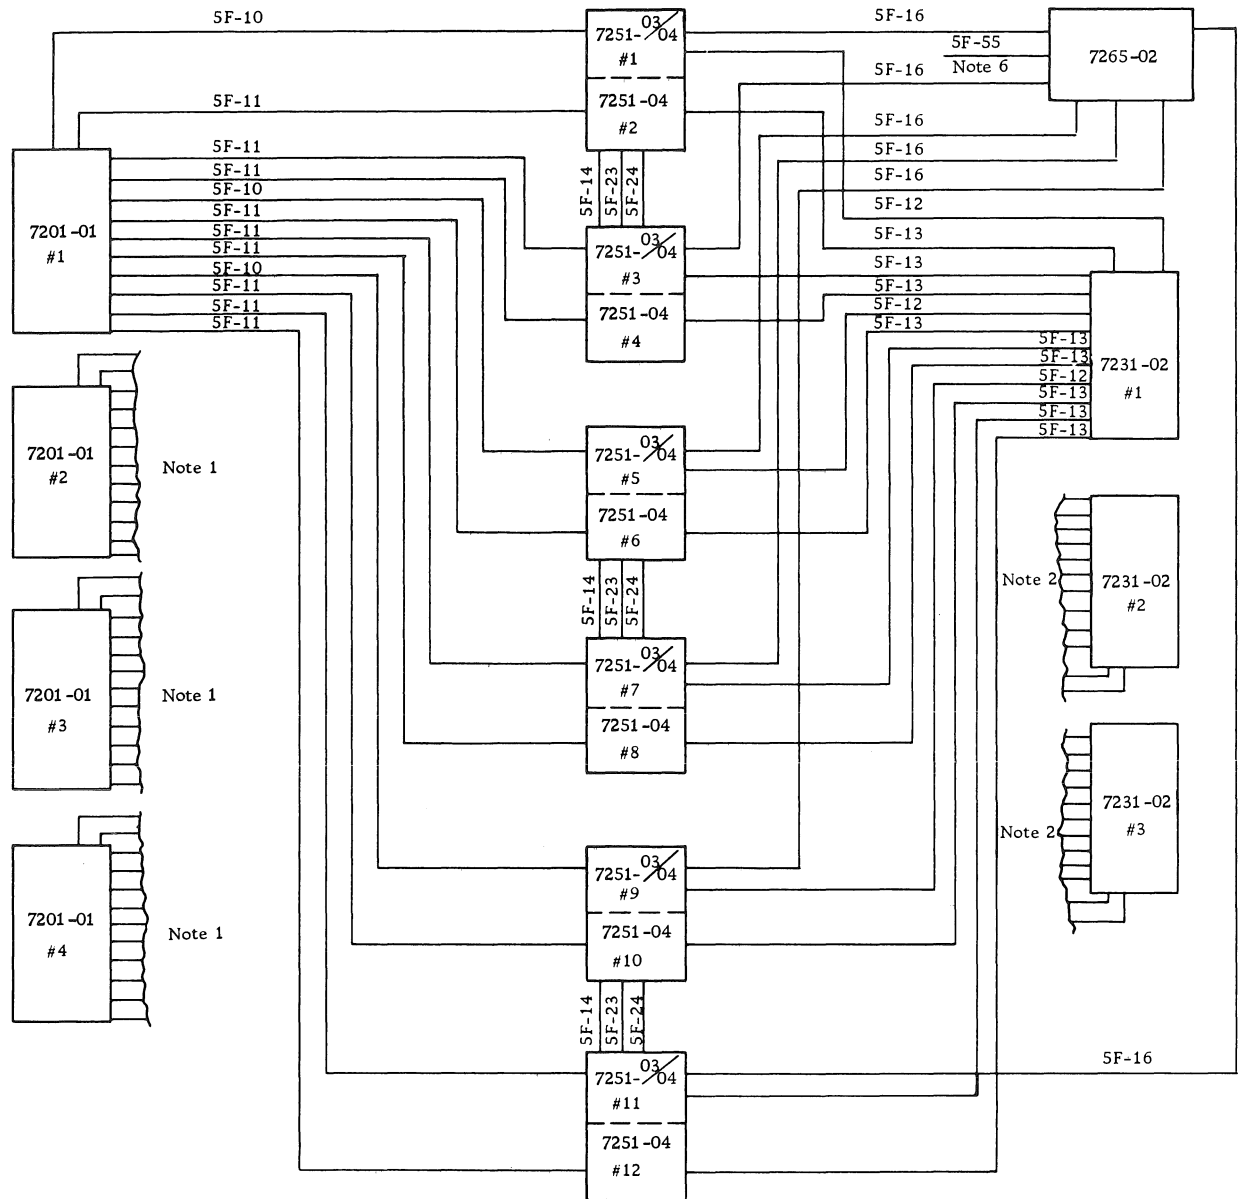 5F-10
5F-11
5F-11
5F-11
5F-10
5F-11
5F-11
5F-11
5F-10
5F-11
5F-11
5F-11
7201-01
#1
7201-01
#2
Note 1
7201-01
#3
Note 1
7201-01
#4
Note 1
7251-03/04
#1
7251-04
#2
5F-14
5F-23
5F-24
7251-03/04
#3
7251-04
#4
7251-03/04
#5
7251-04
#6
5F-14
5F-23
5F-24
7251-03/04
#7
7251-04
#8
7251-03/04
#9
7251-04
#10
5F-14
5F-23
5F-24
7251-03/04
#11
7251-04
#12
5F-16
5F-55
Note 6
5F-16
5F-16
5F-16
5F-16
5F-12
5F-13
5F-13
5F-13
5F-12
5F-13
5F-13
5F-13
5F-12
5F-13
5F-13
5F-13
7265-02
7231-02
#1
Note 2
7231-02
#2
Note 2
7231-02
#3
5F-16